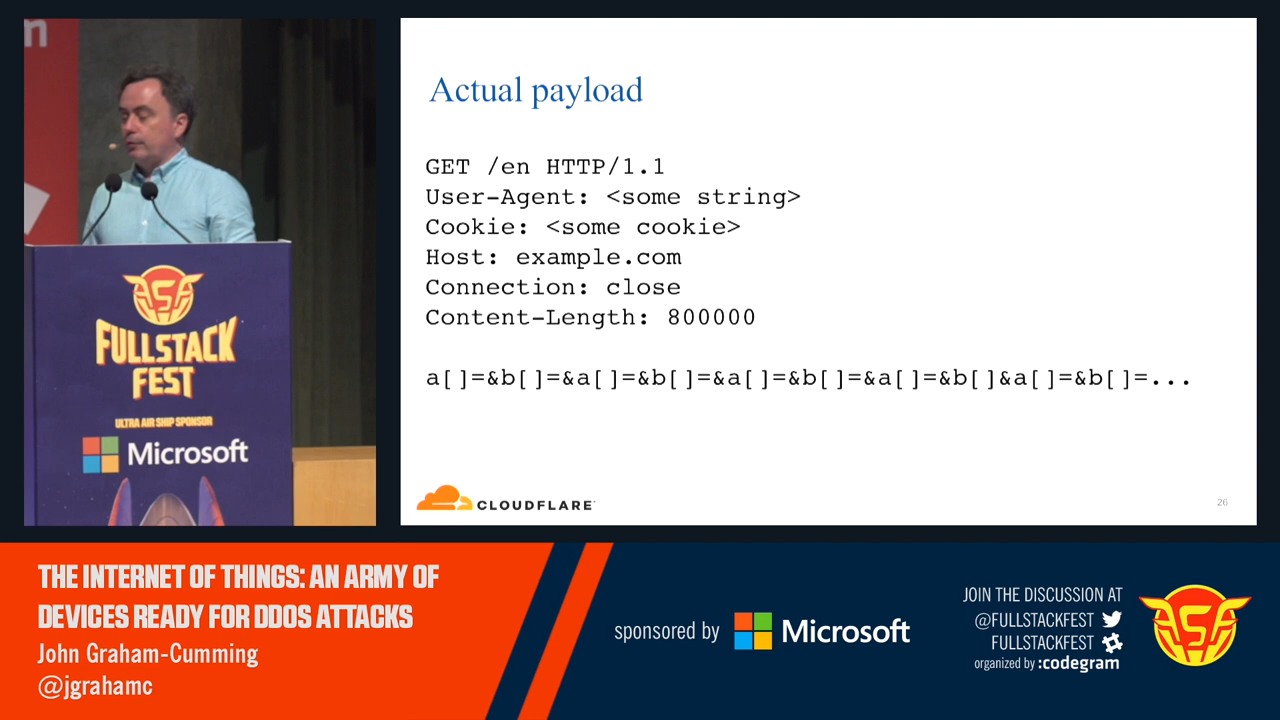 n
FULLSTACK
FEST
ULTRA AIR SHIP SPONSOR
Microsoft
Actual payload
GET /en HTTP/1.1
User-Agent: <some string>
Cookie: <some cookie>
Host: example.com
Connection: close
Content-Length: 800000
a[]=&b[]=&a[]=&b[]=&a[]=&b[]=&a[]=&b[]&a[]=&b[]=...
CLOUDFLARE
26
THE INTERNET OF THINGS: AN ARMY OF
DEVICES READY FOR DDOS ATTACKS
John Graham-Cumming
@jgrahamc
sponsored by Microsoft
JOIN THE DISCUSSION AT
@FULLSTACKFEST
FULLSTACKFEST
organized by :codegram